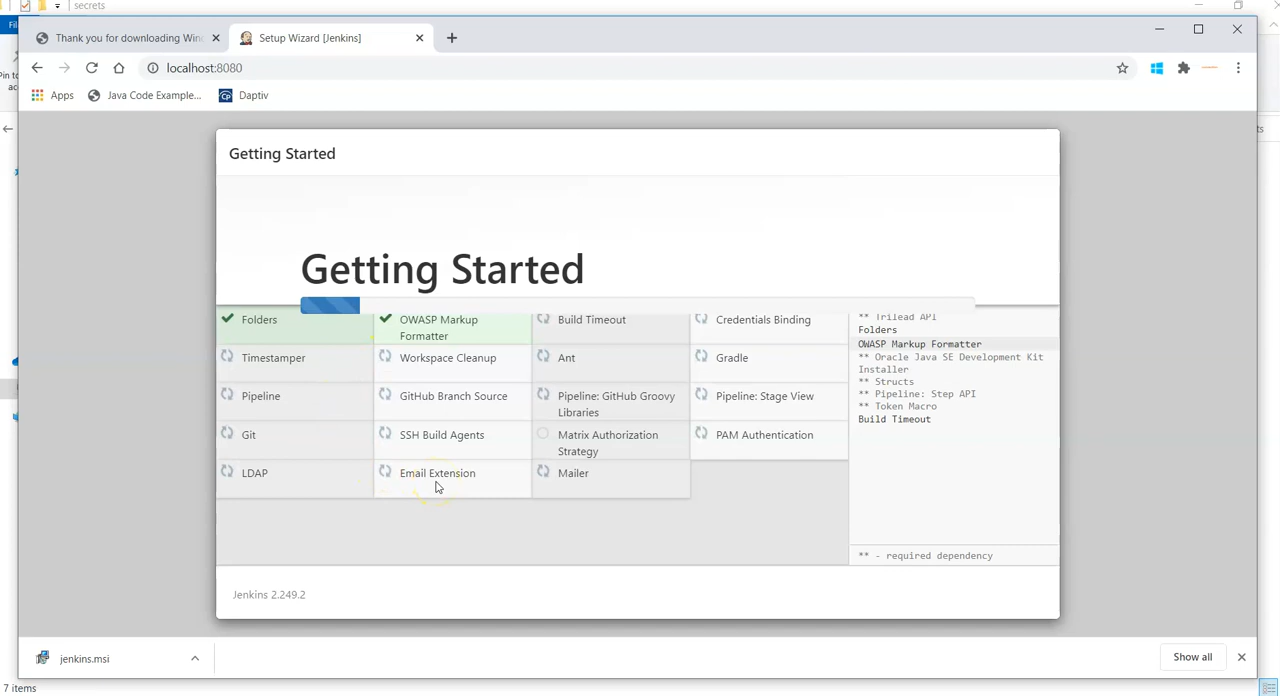 secrets
Thank you for downloading Wind
Setup Wizard [Jenkins]
localhost:8080
Apps
Java Code Example...
Daptiv
Getting Started
Getting Started
Folders
OWASP Markup
Formatter
Build Timeout
Credentials Binding
Timestamper
Workspace Cleanup
Ant
Gradle
Pipeline
GitHub Branch Source
Pipeline: GitHub Groovy
Libraries
Pipeline: Stage View
Git
SSH Build Agents
Matrix Authorization
Strategy
PAM Authentication
LDAP
Email Extension
Mailer
** Trilead API
Folders
OWASP Markup Formatter
** Oracle Java SE Development Kit
Installer
** Structs
** Pipeline: Step API
** Token Macro
Build Timeout
** - required dependency
Jenkins 2.249.2
jenkins.msi
Show all
7 items